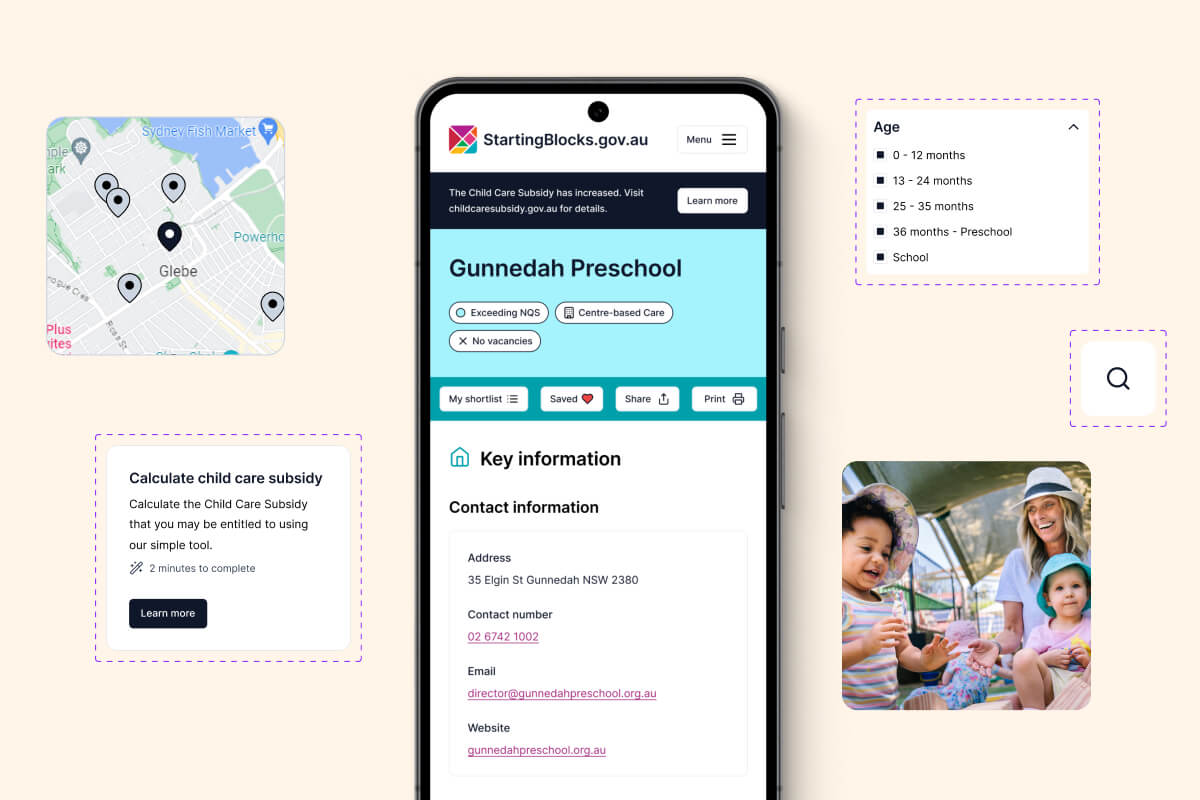 Sydney Fish Market
Glebe
Plus
Calculate child care subsidy
Calculate the Child Care Subsidy
that you may be entitled to using
our simple tool.
2 minutes to complete
Learn more
StartingBlocks.gov.au
Menu
The Child Care Subsidy has increased. Visit
childcaresubsidy.gov.au for details.
Learn more
Gunnedah Preschool
Exceeding NQS
Centre-based Care
No vacancies
My shortlist
Saved
Share
Print
Key information
Contact information
Address
35 Elgin St Gunnedah NSW 2380
Contact number
02 6742 1002
Email
director@gunnedahpreschool.org.au
Website
gunnedahpreschool.org.au
Age
0 - 12 months
13 - 24 months
25 - 35 months
36 months - Preschool
School